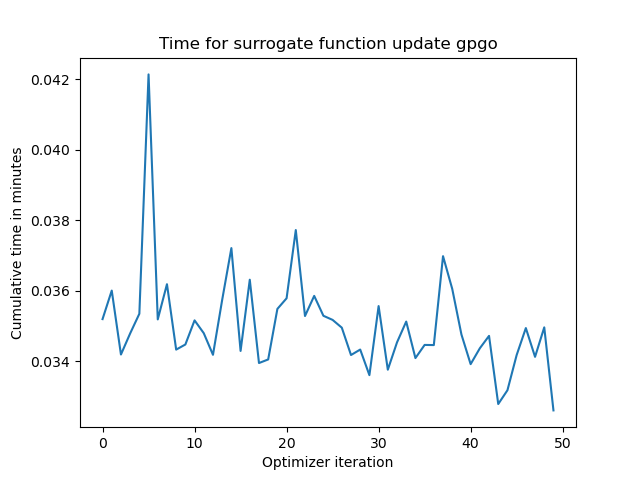 Time for surrogate function update gpgo
Cumulative time in minutes
0.042
0.040
0.038
0.036
0.034
0 10 20 30 40 50
Optimizer iteration